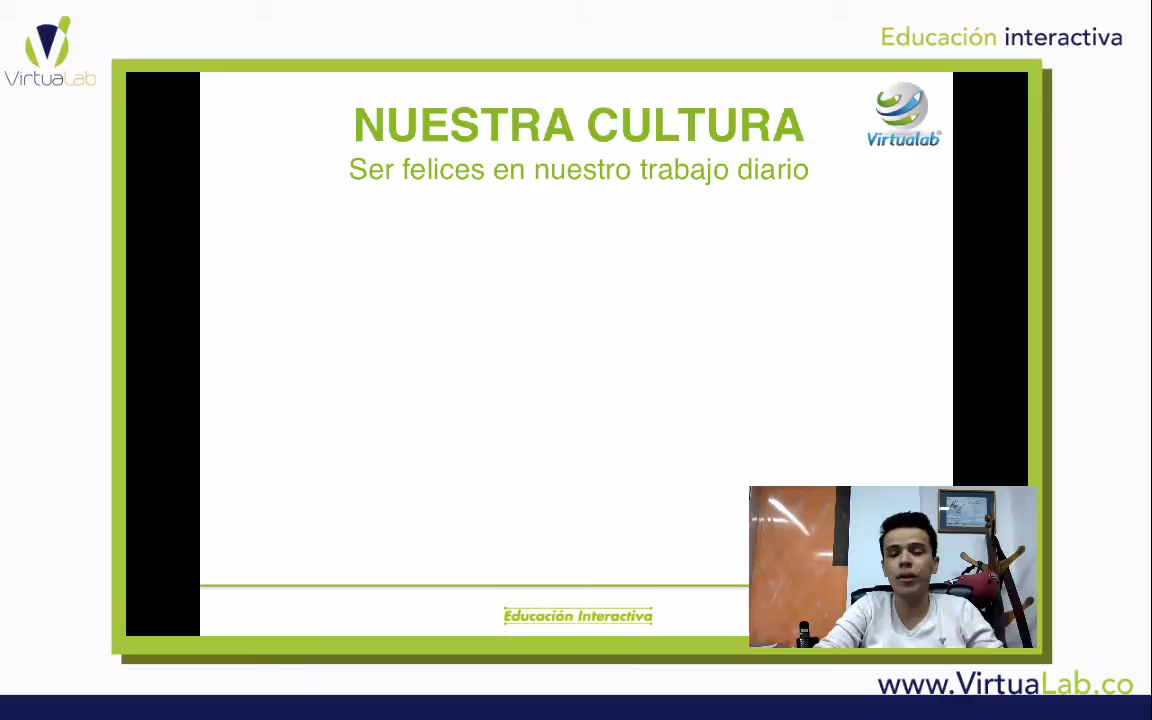 VirtuaLab
Educación interactiva
NUESTRA CULTURA
Ser felices en nuestro trabajo diario
Virtualab®
Educación Interactiva
www.VirtuaLab.co